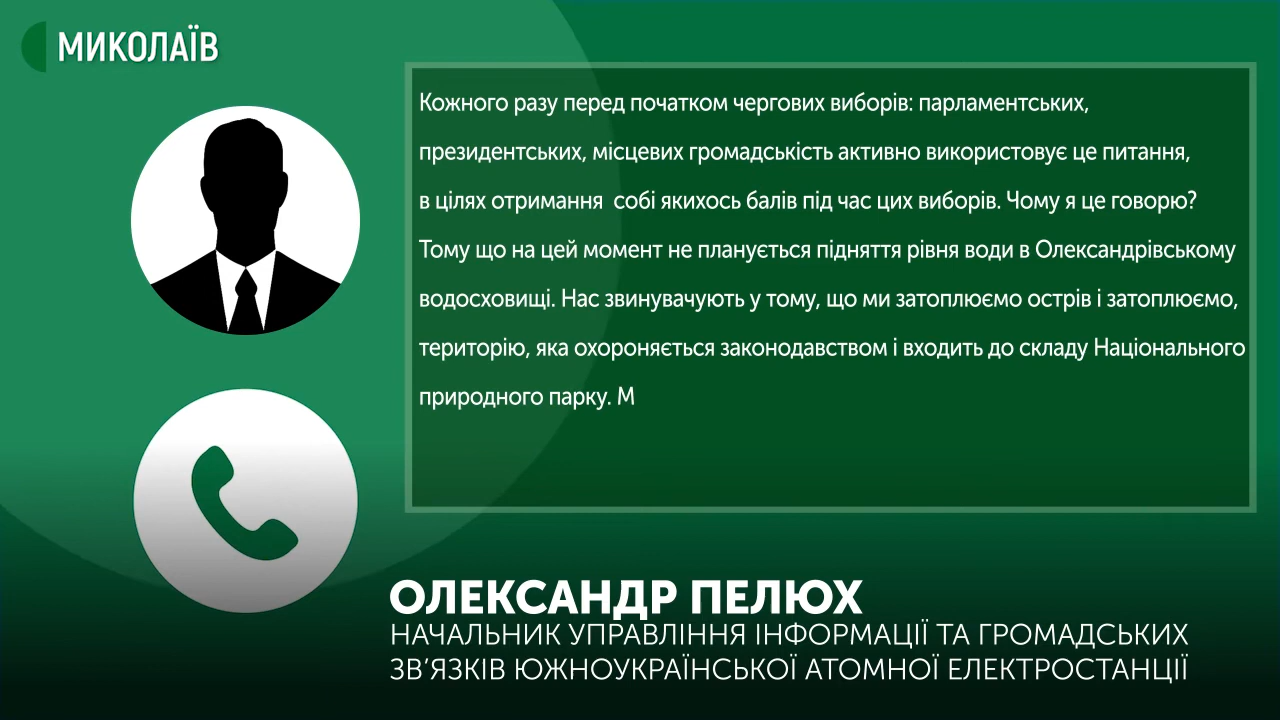 МИКОЛАЇВ
Кожного разу перед початком чергових виборів: парламентських,
президентських, місцевих громадськість активно використовує це питання,
в цілях отримання  собі якихось балів під час цих виборів. Чому я це говорю?
Тому що на цей момент не планується підняття рівня води в Олександрівському
водосховищі. Нас звинувачують у тому, що ми затоплюємо острів і затоплюємо,
територію, яка охороняється законодавством і входить до складу Національного
природного парку. М
ОЛЕКСАНДР ПЕЛЮХ
НАЧАЛЬНИК УПРАВЛІННЯ ІНФОРМАЦІЇ ТА ГРОМАДСЬКИХ
ЗВ’ЯЗКІВ ЮЖНОУКРАЇНСЬКОЇ АТОМНОЇ ЕЛЕКТРОСТАНЦІЇ